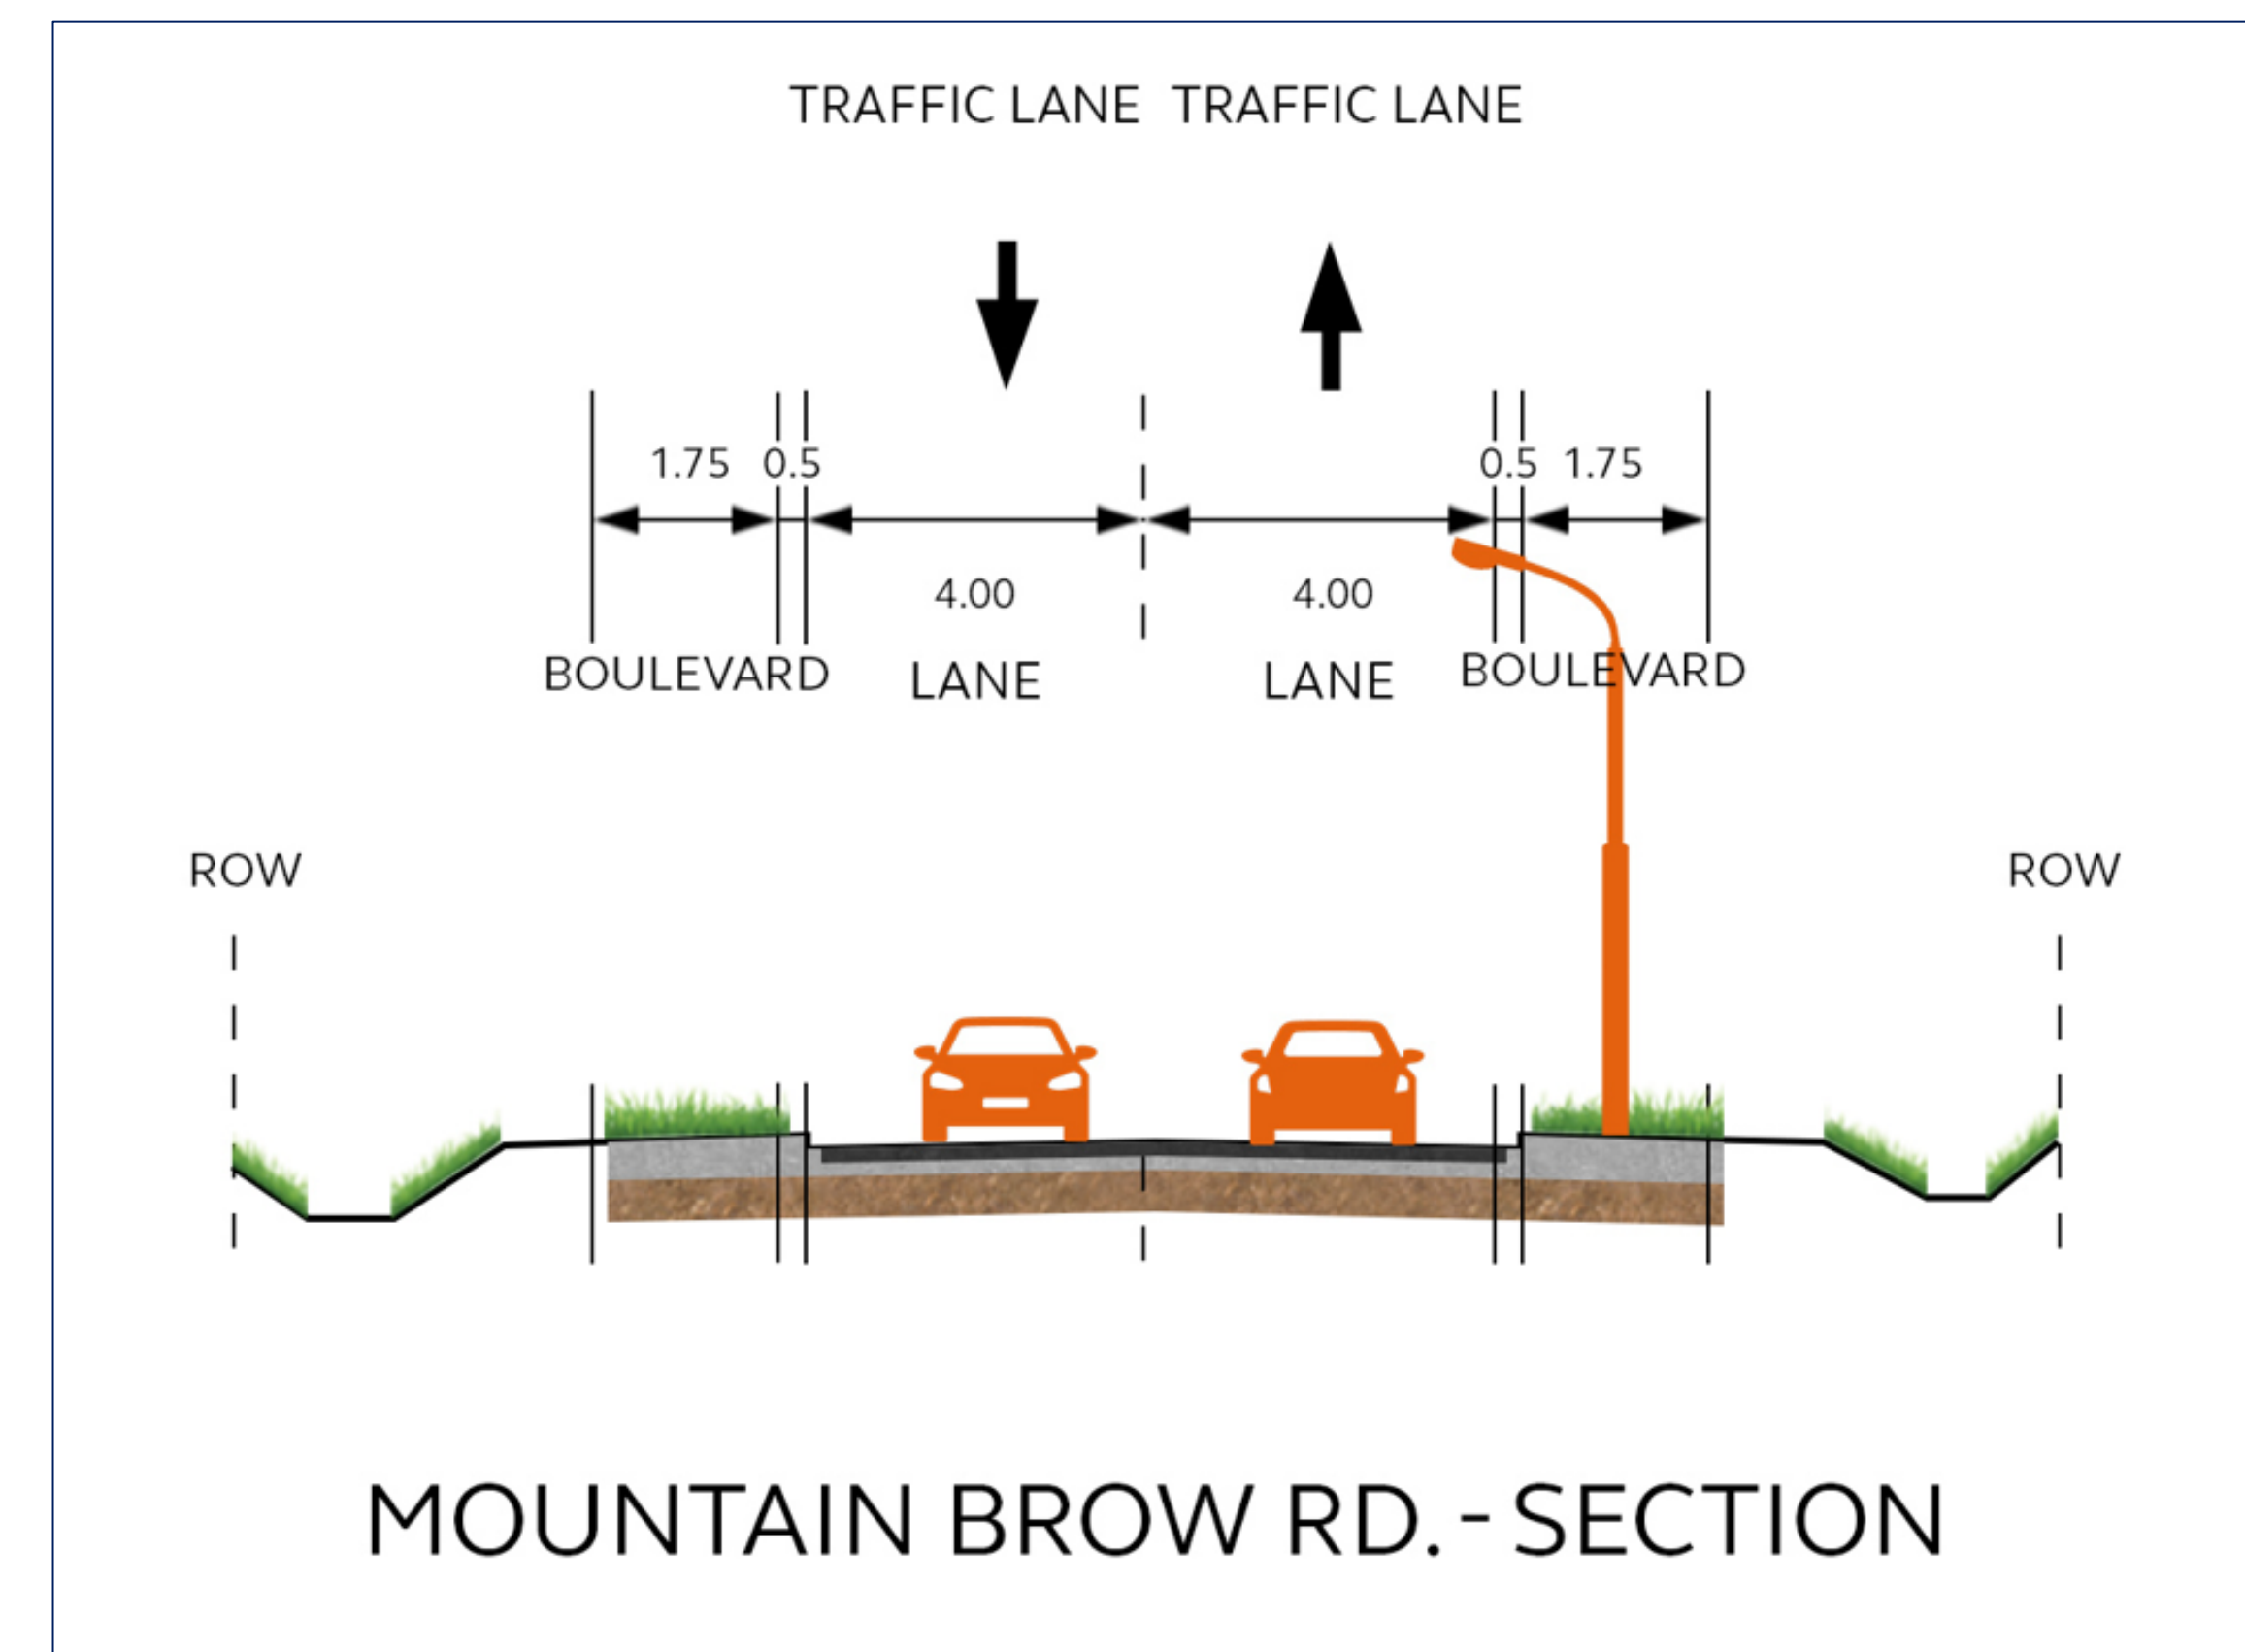 TRAFFIC LANE TRAFFIC LANE
1.75 0.5 0.5 1.75
4.00 4.00
BOULEVARD LANE LANE BOULEVARD
ROW ROW
MOUNTAIN BROW RD. - SECTION